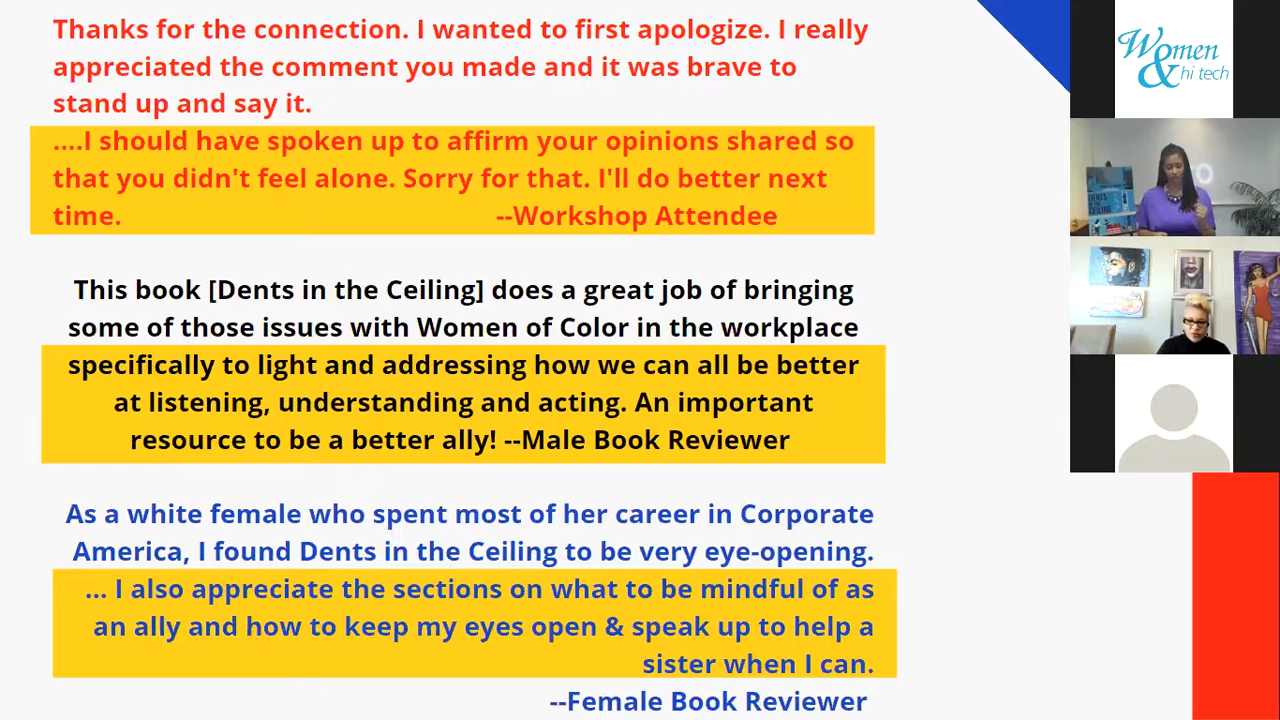 Thanks for the connection. I wanted to first apologize. I really
appreciated the comment you made and it was brave to
stand up and say it.
....I should have spoken up to affirm your opinions shared so
that you didn't feel alone. Sorry for that. I'll do better next
time. --Workshop Attendee
This book [Dents in the Ceiling] does a great job of bringing
some of those issues with Women of Color in the workplace
specifically to light and addressing how we can all be better
at listening, understanding and acting. An important
resource to be a better ally! --Male Book Reviewer
As a white female who spent most of her career in Corporate
America, I found Dents in the Ceiling to be very eye-opening.
... I also appreciate the sections on what to be mindful of as
an ally and how to keep my eyes open & speak up to help a
sister when I can.
--Female Book Reviewer
Women
& hi tech
DENTS
IN THE
CEILING